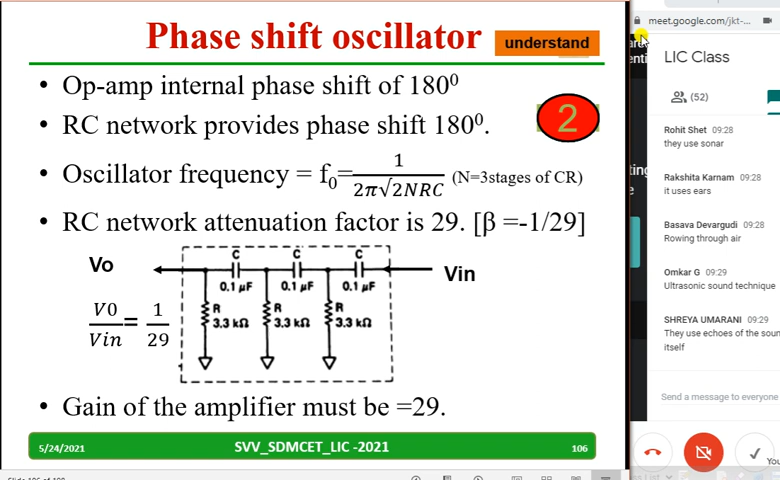 Phase shift oscillator
understand
• Op-amp internal phase shift of 180⁰
• RC network provides phase shift 180⁰.
2
• Oscillator frequency = f₀= 1 / 2π√2NRC (N=3stages of CR)
• RC network attenuation factor is 29. [β =-1/29]
Vo
C C C
Vin
0.1 μF 0.1 μF 0.1 μF
V0 / Vin = 1 / 29
R R R
3.3 kΩ 3.3 kΩ 3.3 kΩ
• Gain of the amplifier must be =29.
5/24/2021 SVV_SDMCET_LIC -2021 106
meet.google.com/jkt-...
LIC Class
(52)
Rohit Shet 09:28
they use sonar
Rakshita Karnam 09:28
it uses ears
Basava Devargudi 09:28
Rowing through air
Omkar G 09:29
Ultrasonic sound technique
SHREYA UMARANI 09:29
They use echoes of the soun
itself
Send a message to everyone
You